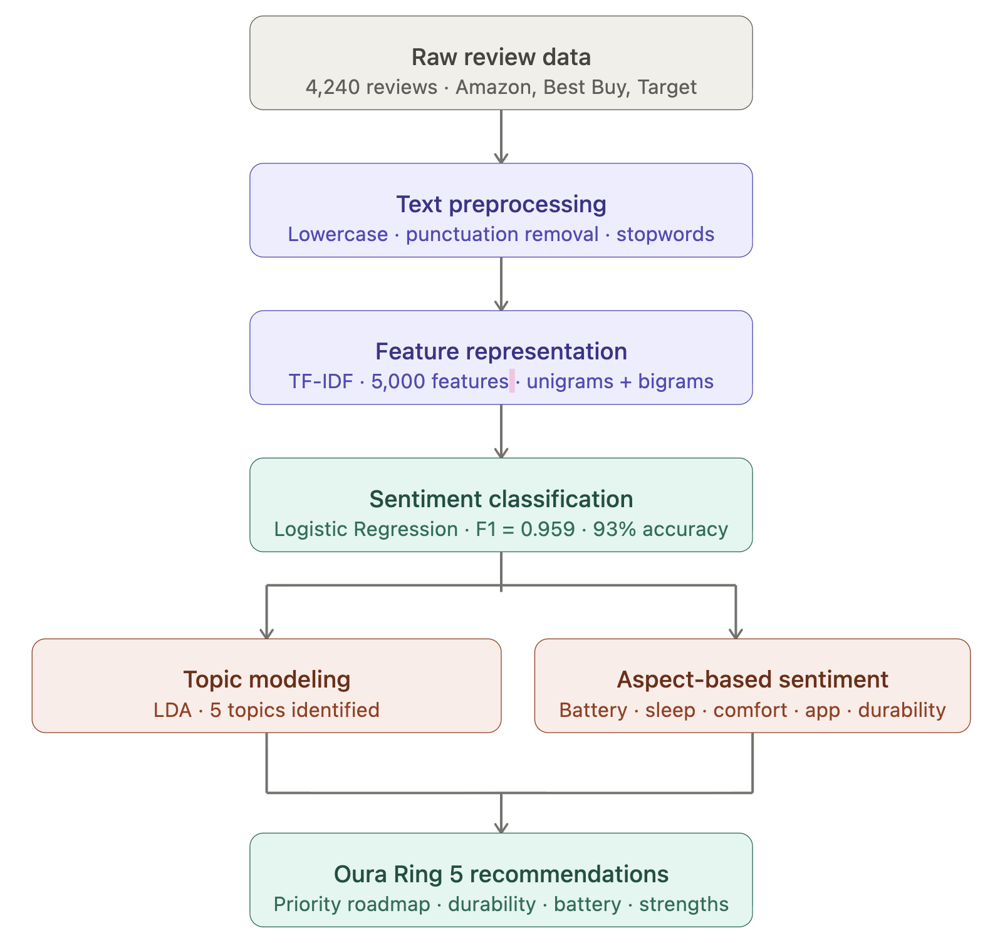 Raw review data
4,240 reviews · Amazon, Best Buy, Target
Text preprocessing
Lowercase · punctuation removal · stopwords
Feature representation
TF-IDF · 5,000 features · unigrams + bigrams
Sentiment classification
Logistic Regression · F1 = 0.959 · 93% accuracy
Topic modeling
LDA · 5 topics identified
Aspect-based sentiment
Battery · sleep · comfort · app · durability
Oura Ring 5 recommendations
Priority roadmap · durability · battery · strengths